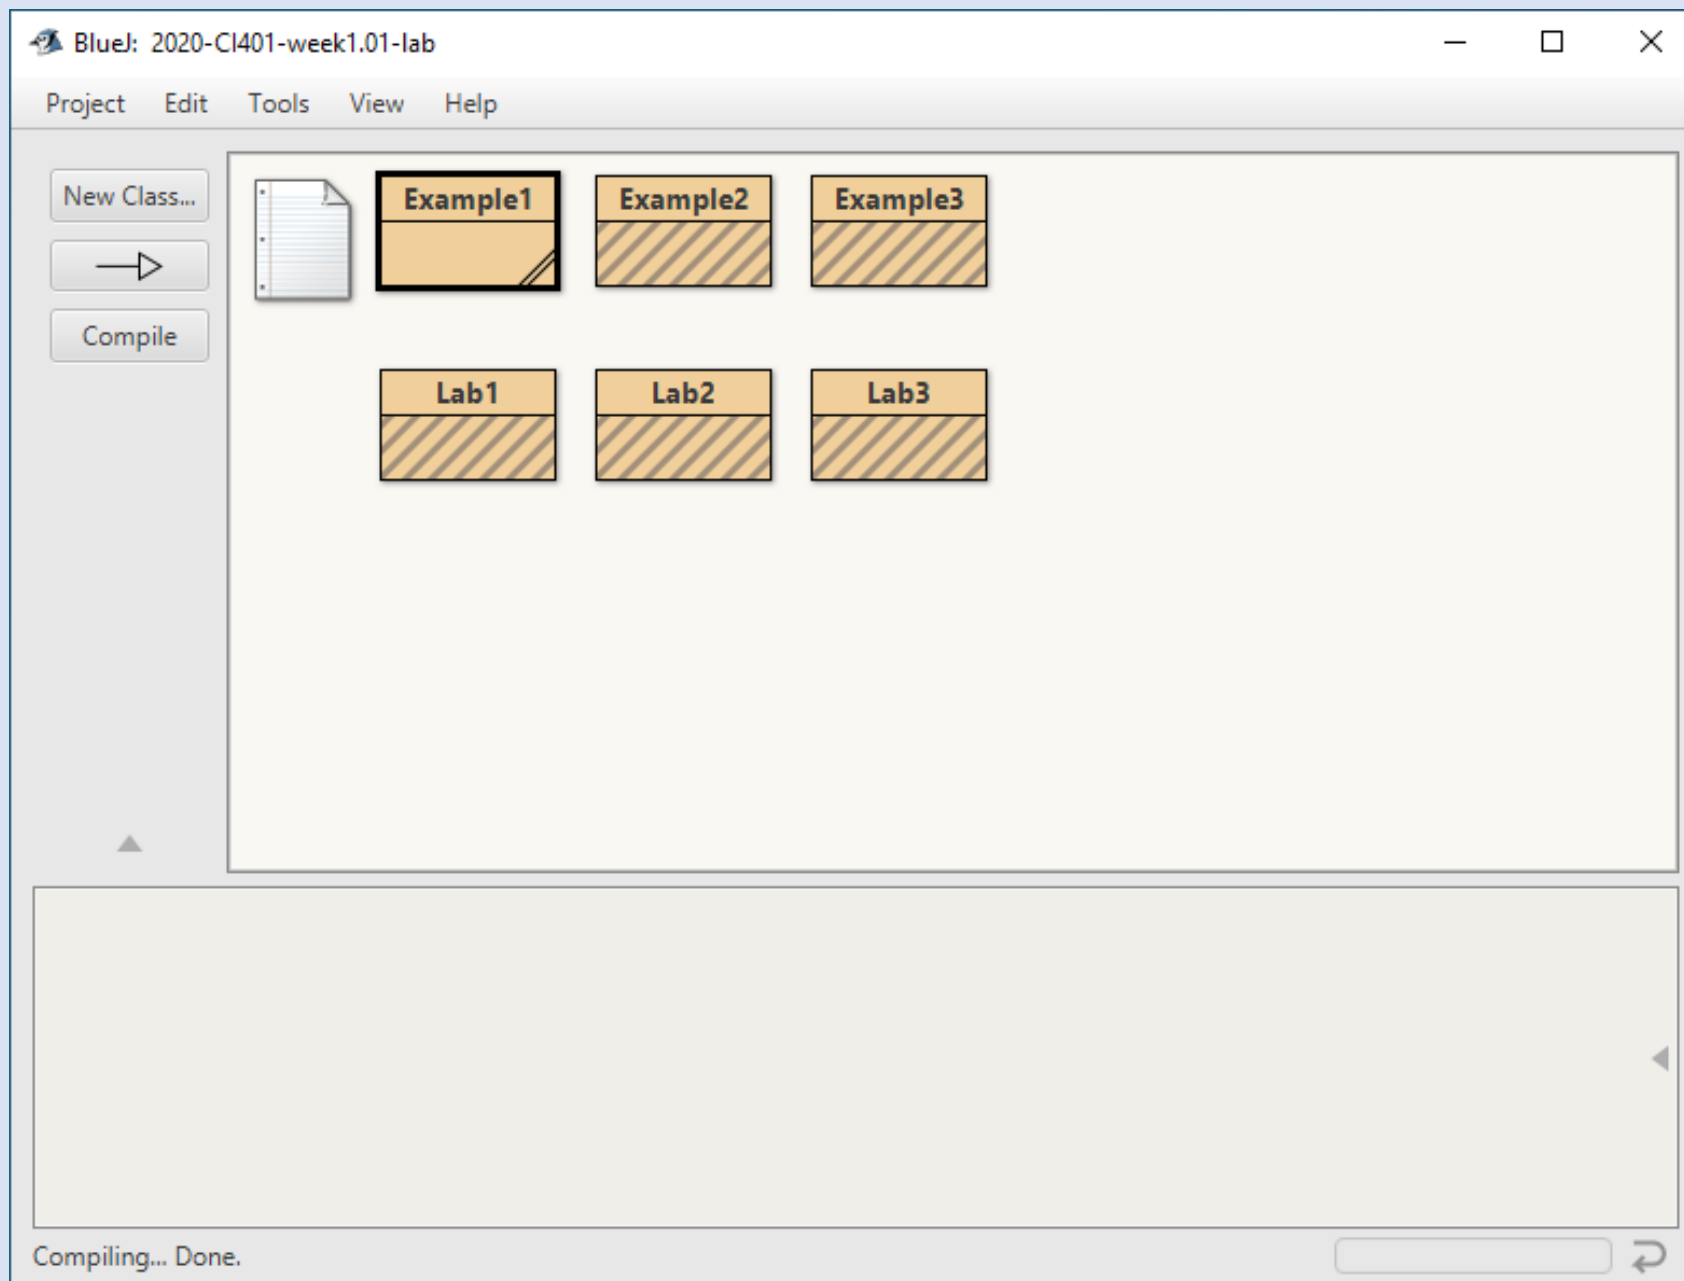 BlueJ: 2020-CI401-week1.01-lab
Project Edit Tools View Help
New Class...
Compile
Example1 Example2 Example3
Lab1 Lab2 Lab3
Compiling... Done.